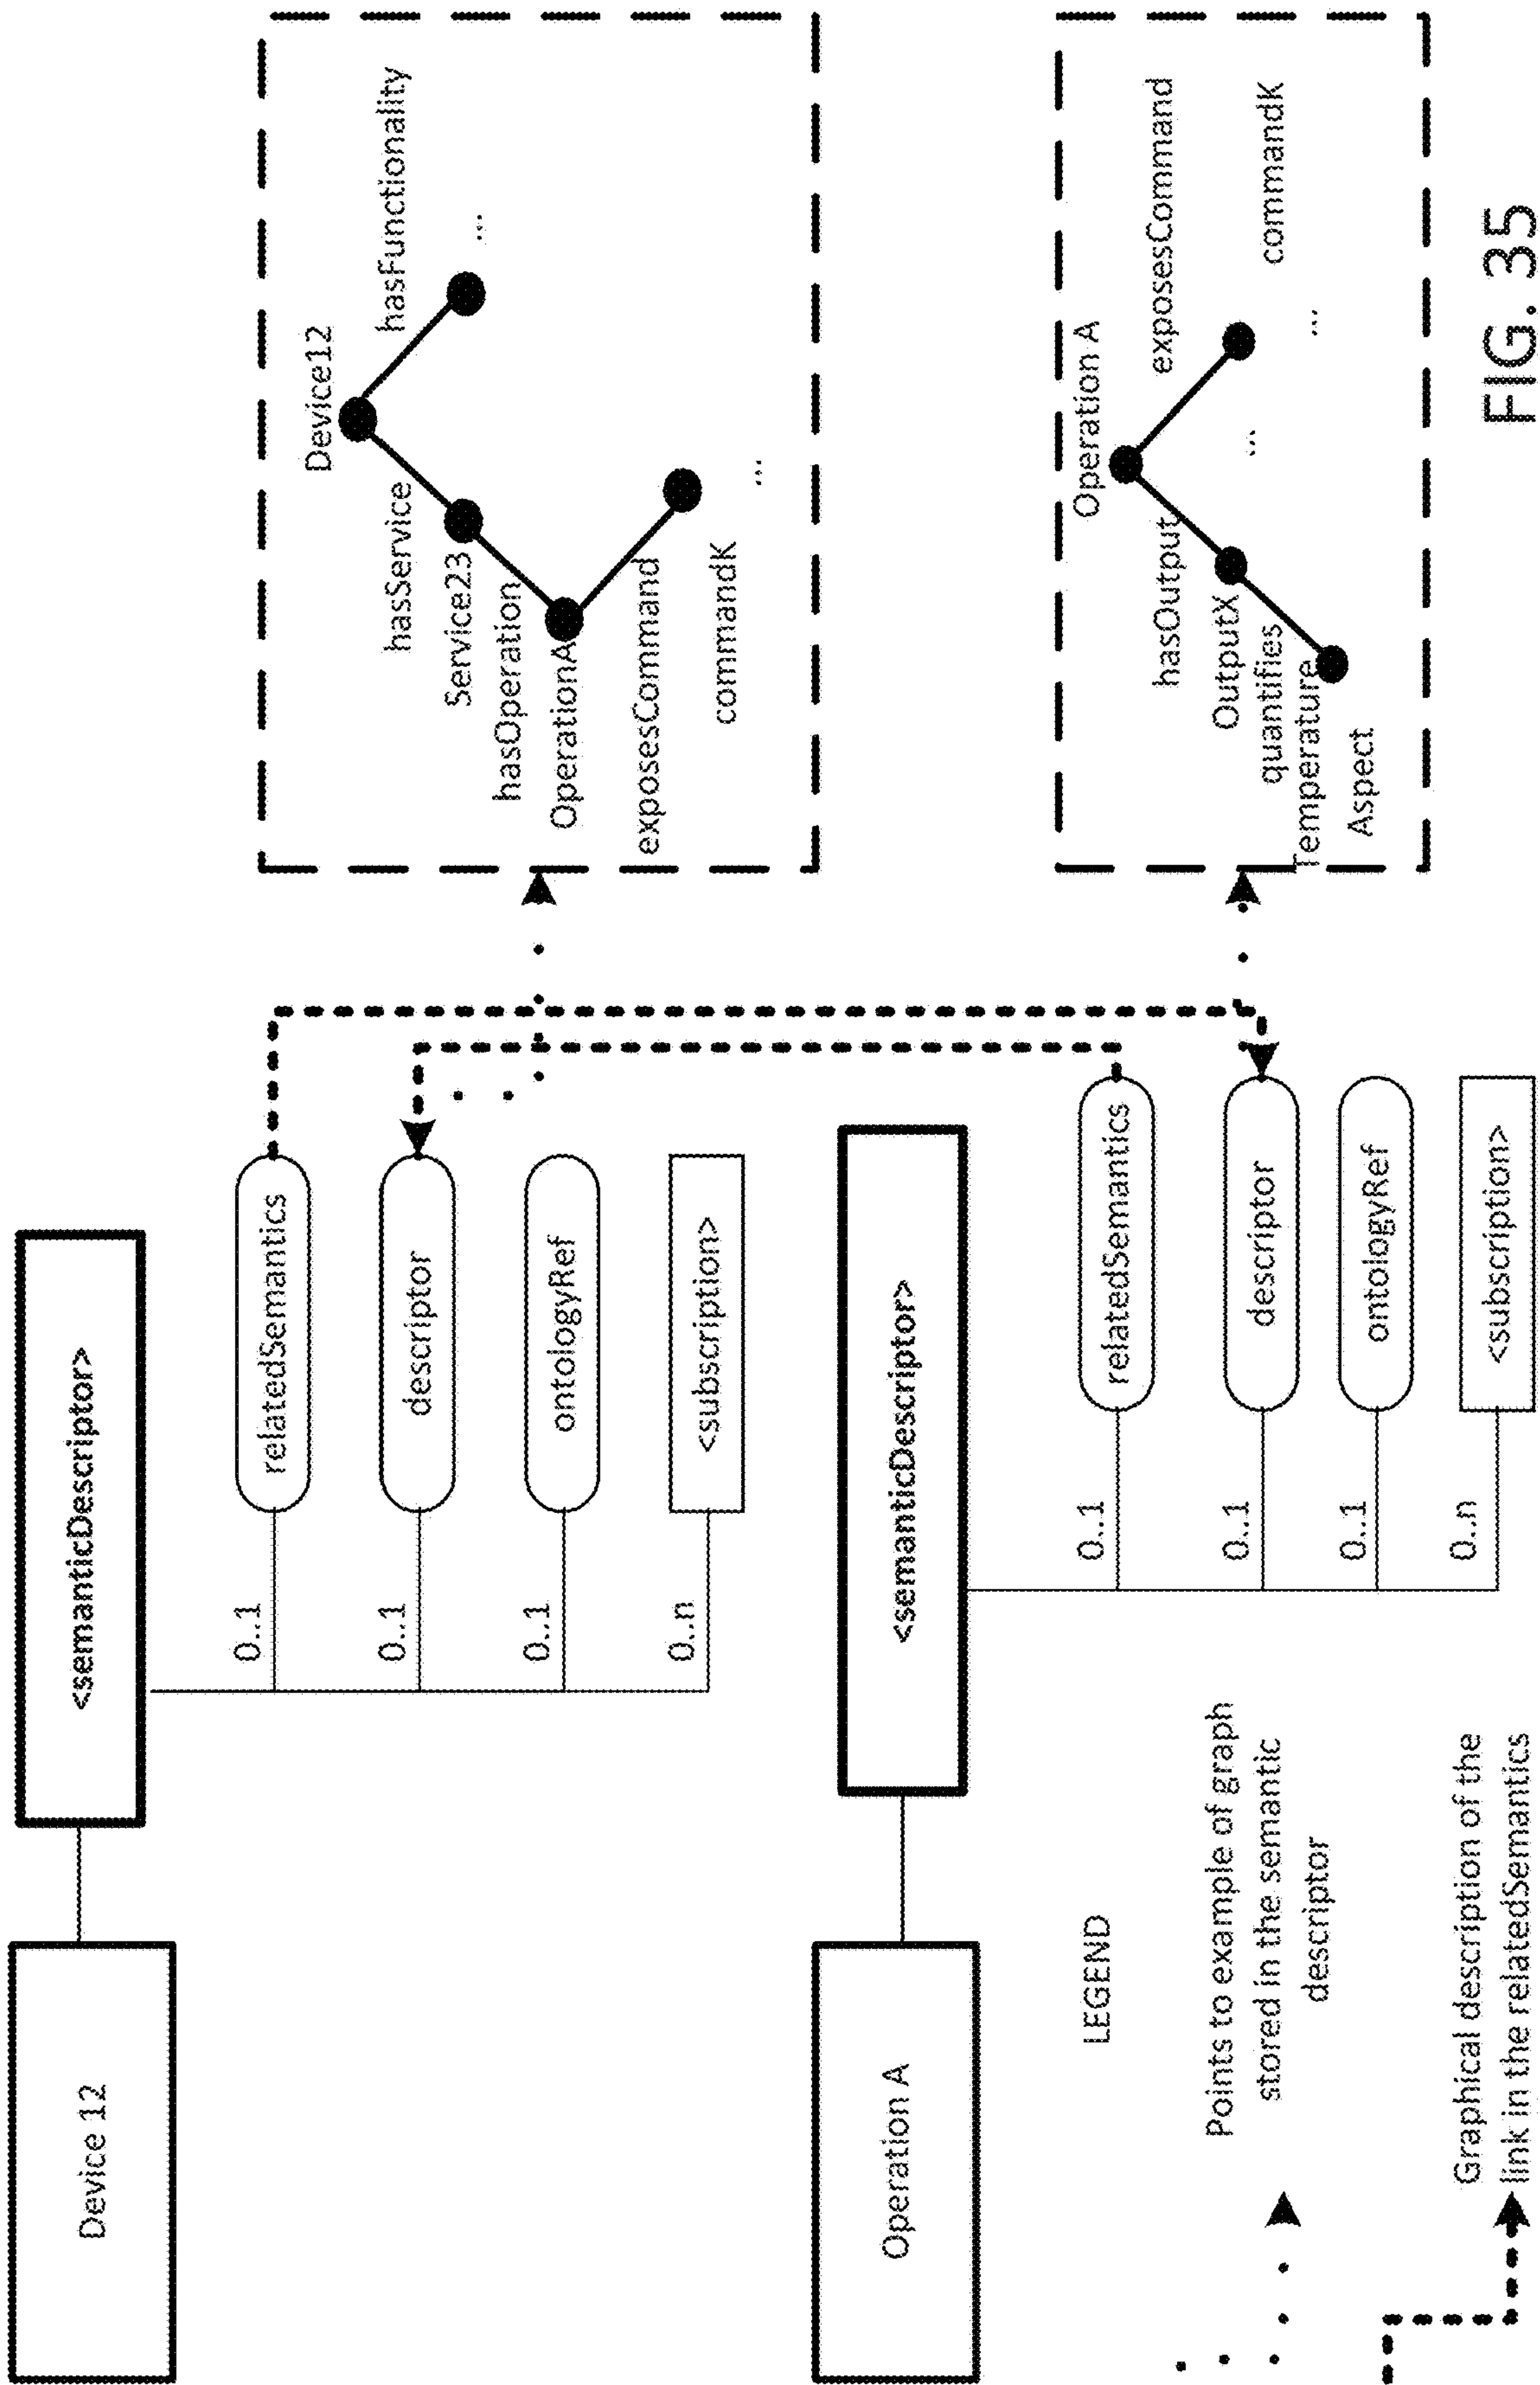 Device 12
<semanticDescriptor>
0..1
relatedSemantics
0..1
descriptor
0..1
ontologyRef
0..n
<subscription>
Device12
hasFunctionality
...
hasService
Service23
hasOperation
OperationA
exposesCommand
commandK
...
Operation A
<semanticDescriptor>
0..1
relatedSemantics
0..1
descriptor
0..1
ontologyRef
0..n
<subscription>
Operation A
exposesCommand
commandK
...
hasOutput
...
OutputX
quantifies
Temperature
Aspect
LEGEND
Points to example of graph
stored in the semantic
descriptor
Graphical description of the
link in the relatedSemantics
FIG. 35